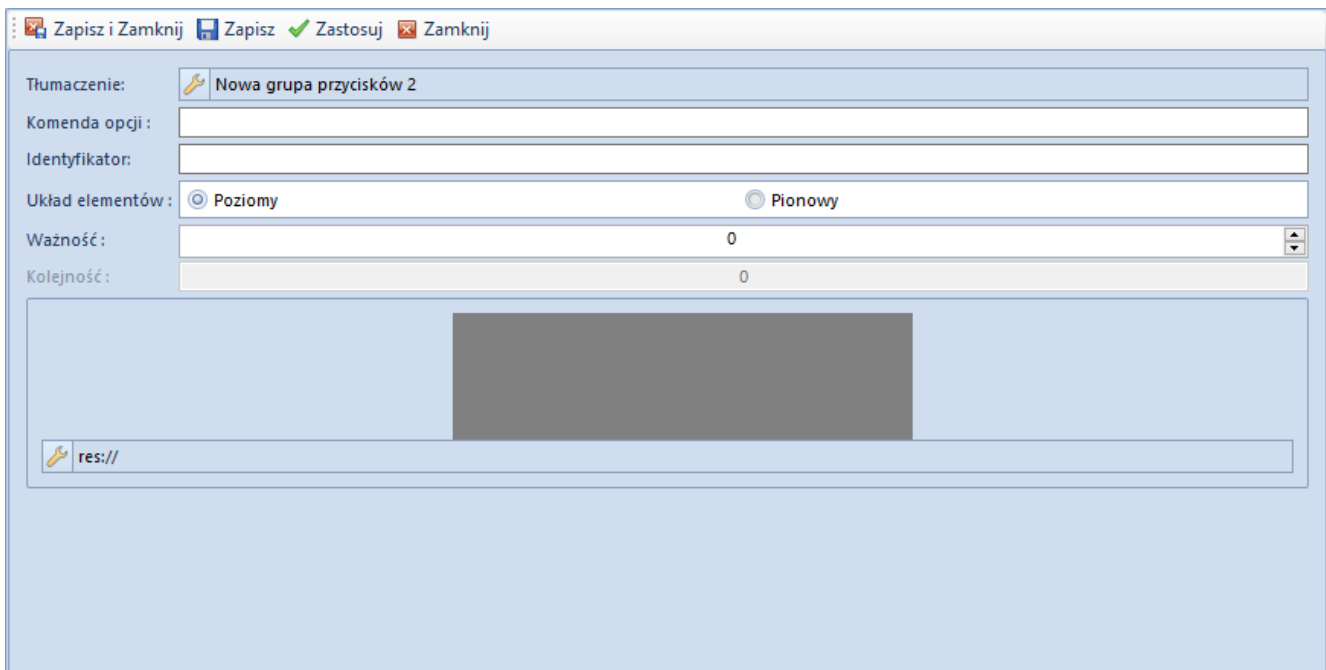 Zapisz i Zamknij Zapisz Zastosuj Zamknij
Tłumaczenie: Nowa grupa przycisków 2
Komenda opcji :
Identyfikator:
Układ elementów : Poziomy Pionowy
Ważność : 0
Kolejność : 0
res://